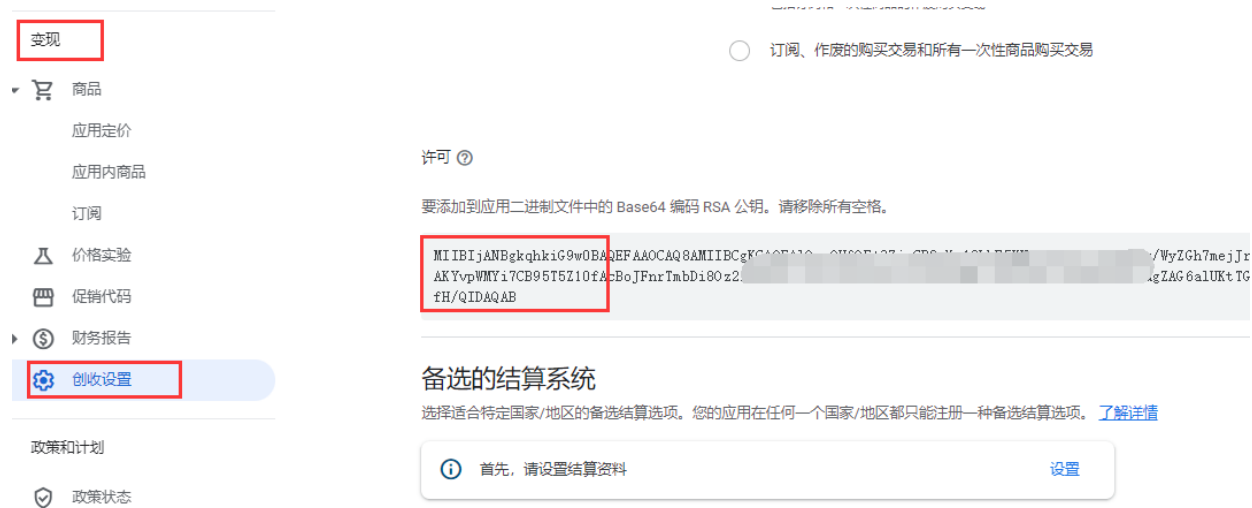 变现
商品
应用定价
应用内商品
订阅
价格实验
促销代码
财务报告
创收设置
政策和计划
政策状态
订阅、作废的购买交易和所有一次性商品购买交易
许可
要添加到应用二进制文件中的 Base64 编码 RSA 公钥。请移除所有空格。
MIIBIjANBgkqhkiG9w0BAQEFAAOCAQ8AMIIBCgKCAQEA /WyZGh7mejJr
AKYvpWMYi7CB95T5Z10fAcBoJFnrTmbDi8Oz2 gZAG6alUKtTG
fH/QIDAQAB
备选的结算系统
选择适合特定国家/地区的备选结算选项。您的应用在任何一个国家/地区都只能注册一种备选结算选项。 了解详情
首先，请设置结算资料 设置